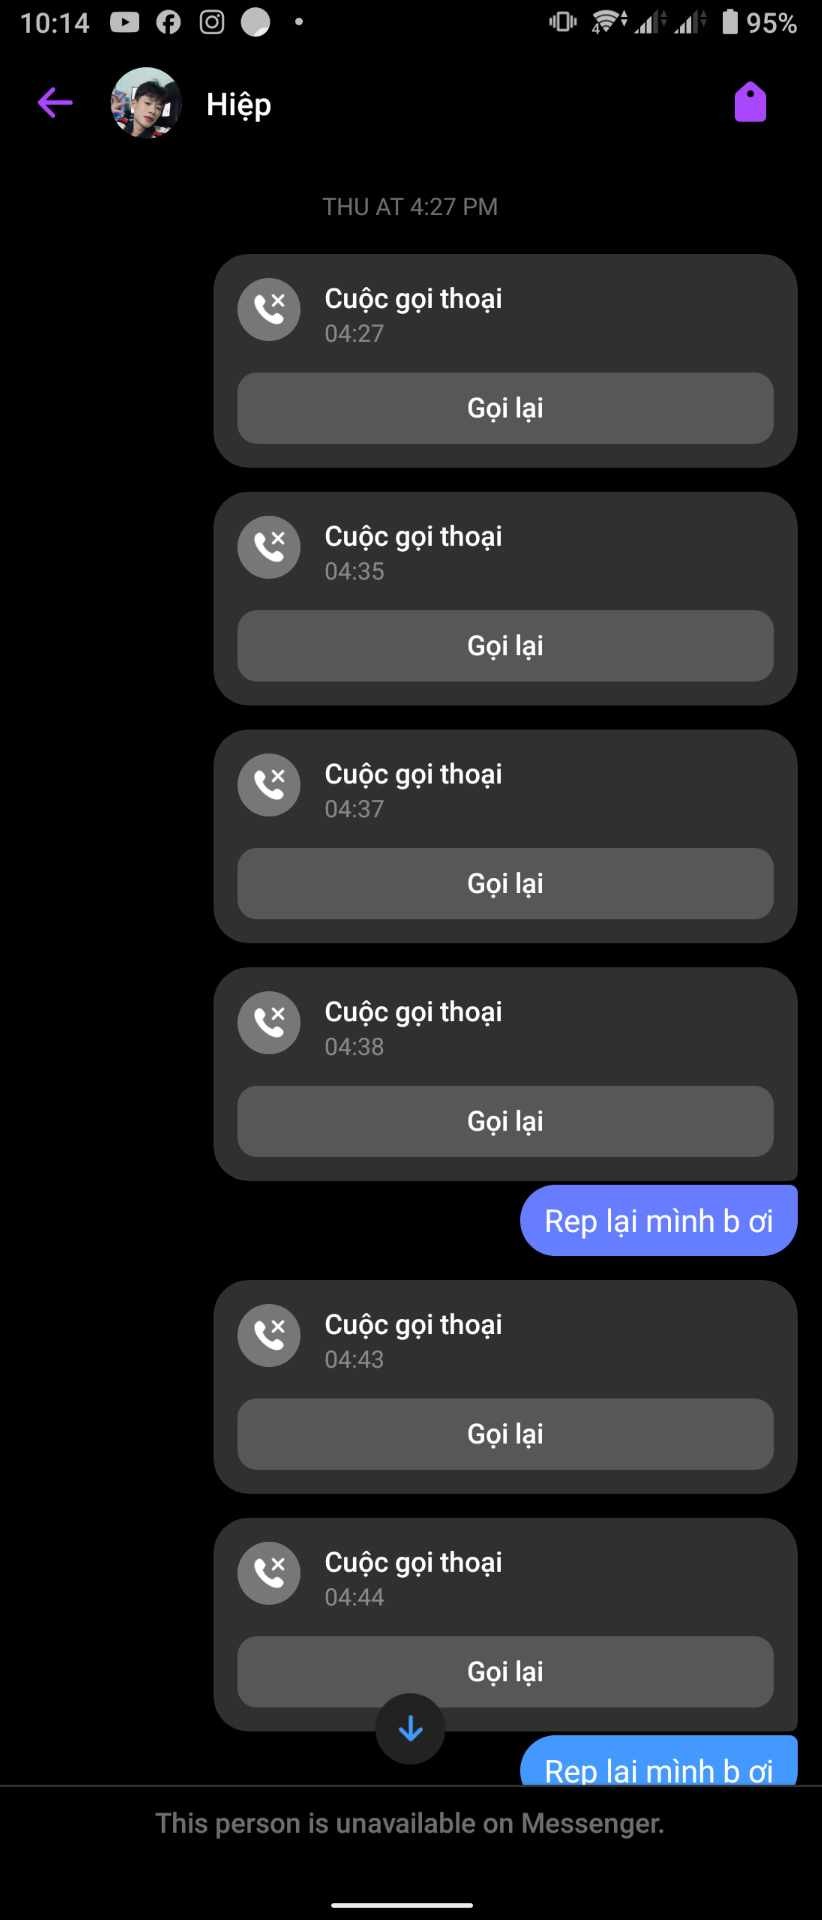 10:14
95%
Hiệp
THU AT 4:27 PM
Cuộc gọi thoại
04:27
Gọi lại
Cuộc gọi thoại
04:35
Gọi lại
Cuộc gọi thoại
04:37
Gọi lại
Cuộc gọi thoại
04:38
Gọi lại
Rep lại mình b ơi
Cuộc gọi thoại
04:43
Gọi lại
Cuộc gọi thoại
04:44
Gọi lại
Rep lại mình b ơi
This person is unavailable on Messenger.